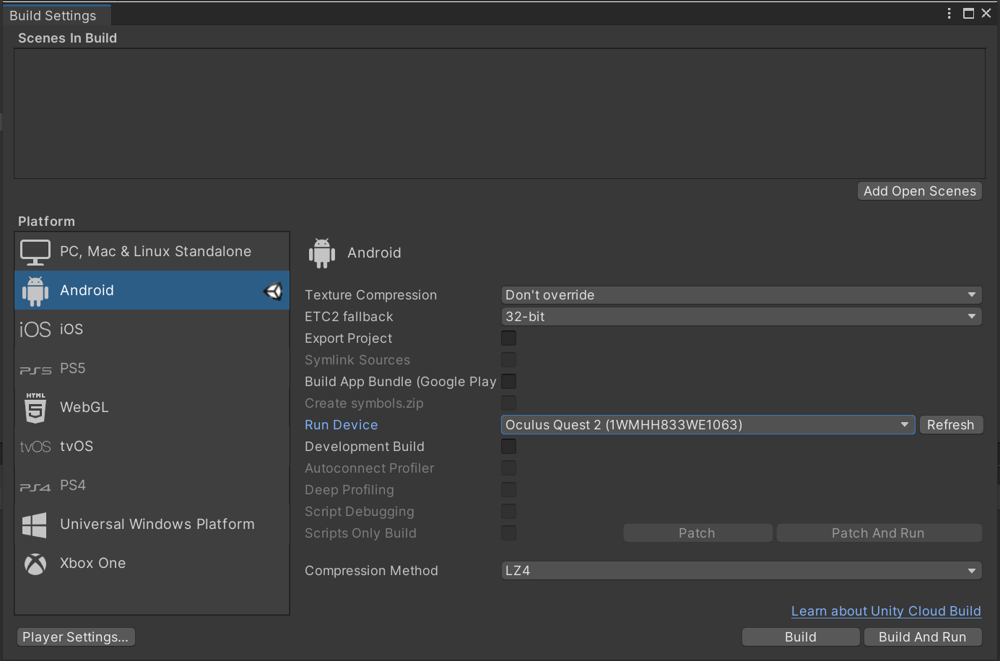 Build Settings
Scenes In Build
Add Open Scenes
Platform
PC, Mac & Linux Standalone
Android
iOS iOS
PS5 PS5
HTML 5 WebGL
tvOS tvOS
PS4 PS4
Universal Windows Platform
Xbox One
Player Settings...
Android
Texture Compression Don't override
ETC2 fallback 32-bit
Export Project
Symlink Sources
Build App Bundle (Google Play
Create symbols.zip
Run Device Oculus Quest 2 (1WMHH833WE1063) Refresh
Development Build
Autoconnect Profiler
Deep Profiling
Script Debugging
Scripts Only Build Patch Patch And Run
Compression Method LZ4
Learn about Unity Cloud Build
Build Build And Run